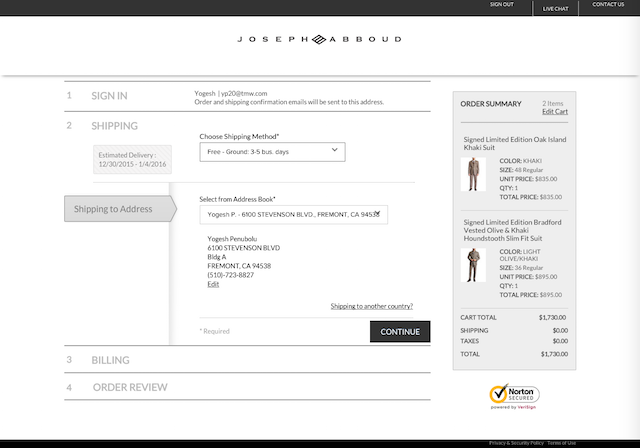 SIGN OUT
LIVE CHAT
CONTACT US
JOSEPH ABBOUD
1 SIGN IN
Yogesh | yp20@tmw.com
Order and shipping confirmation emails will be sent to this address.
2 SHIPPING
Choose Shipping Method*
Free - Ground: 3-5 bus. days
Estimated Delivery :
12/30/2015 - 1/4/2016
Shipping to Address
Select from Address Book*
Yogesh P. - 6100 STEVENSON BLVD., FREMONT, CA 9453
Yogesh Penubolu
6100 STEVENSON BLVD
Bldg A
FREMONT, CA 94538
(510)-723-8827
Edit
Shipping to another country?
* Required
CONTINUE
3 BILLING
4 ORDER REVIEW
ORDER SUMMARY
2 Items
Edit Cart
Signed Limited Edition Oak Island
Khaki Suit
COLOR: KHAKI
SIZE: 48 Regular
UNIT PRICE: $835.00
QTY: 1
TOTAL PRICE: $835.00
Signed Limited Edition Bradford
Vested Olive & Khaki
Houndstooth Slim Fit Suit
COLOR: LIGHT
OLIVE/KHAKI
SIZE: 36 Regular
UNIT PRICE: $895.00
QTY: 1
TOTAL PRICE: $895.00
CART TOTAL $1,730.00
SHIPPING $0.00
TAXES $0.00
TOTAL $1,730.00
Norton
SECURED
powered by VeriSign
Privacy & Security Policy Terms of Use